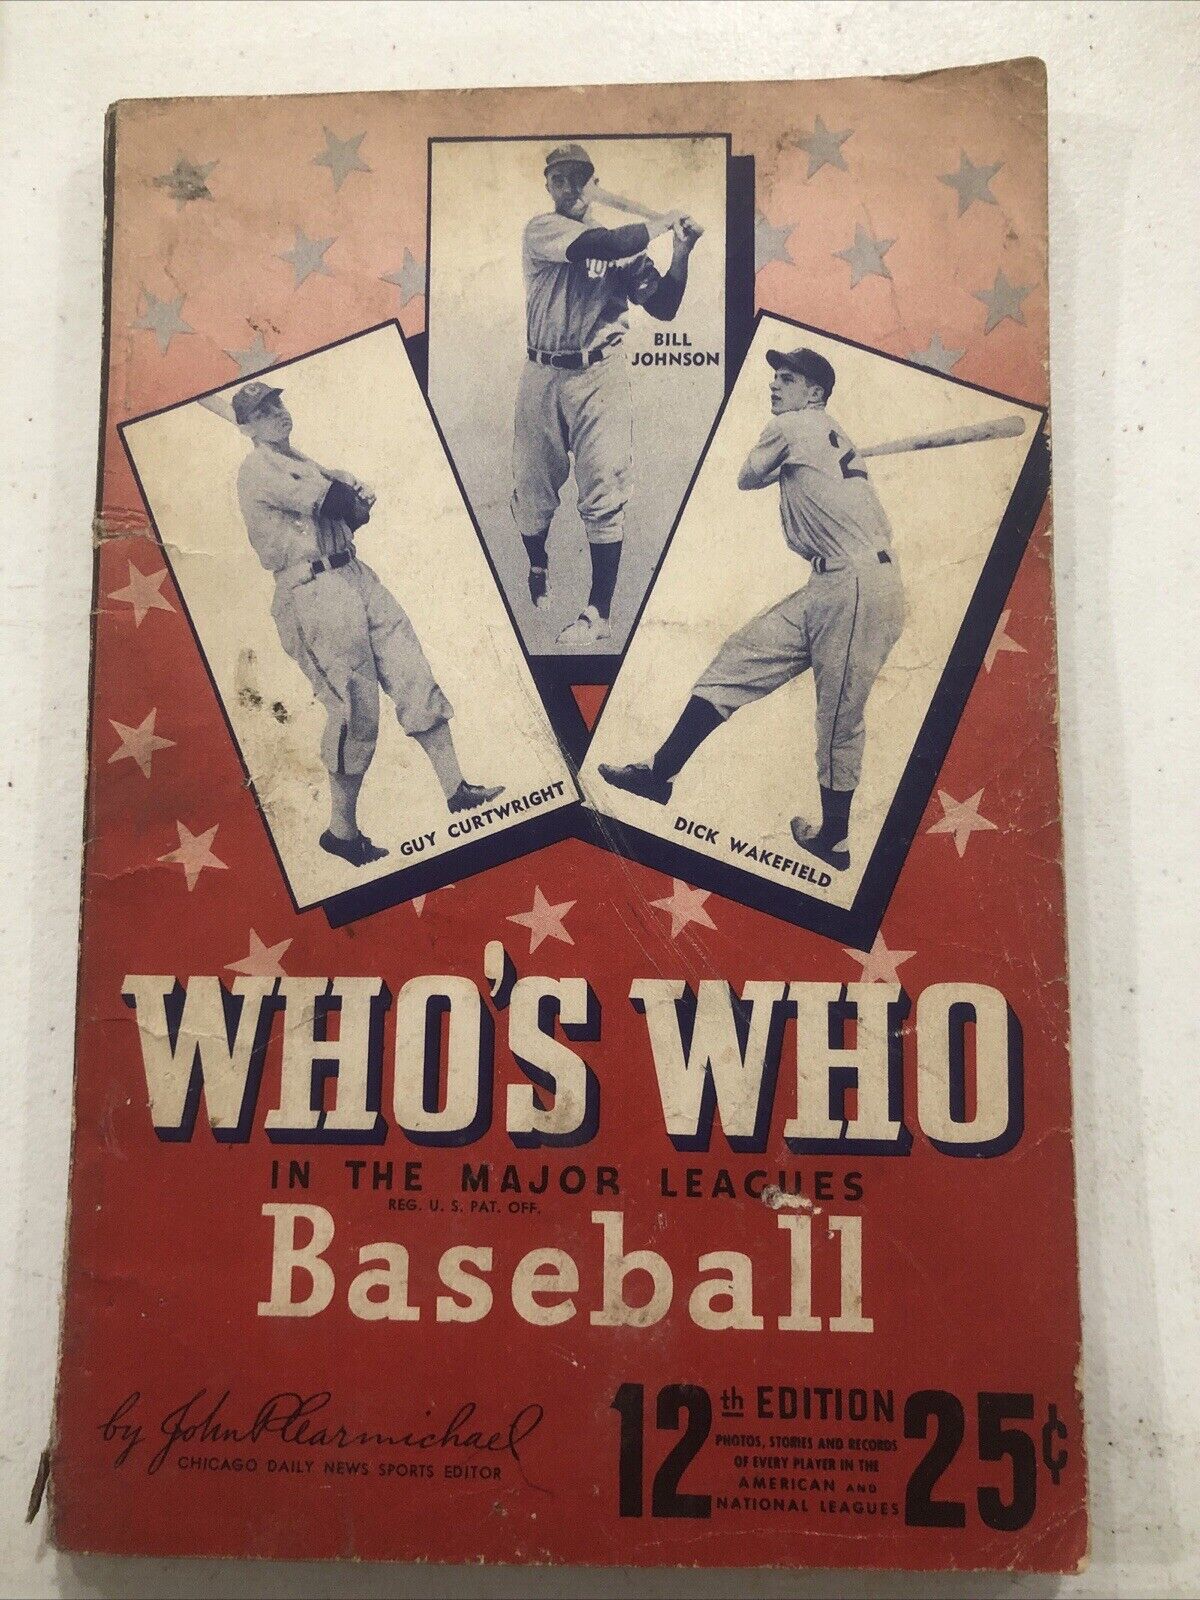 BILL
JOHNSON
2
GUY CURTWRIGHT
DICK WAKEFIELD
WHO'S WHO
IN THE MAJOR LEAGUES
REG. U. S. PAT. OFF.
Baseball
by John P Carmichael
CHICAGO DAILY NEWS SPORTS EDITOR
12th EDITION
PHOTOS, STORIES AND RECORDS
OF EVERY PLAYER IN THE
AMERICAN AND
NATIONAL LEAGUES
25¢